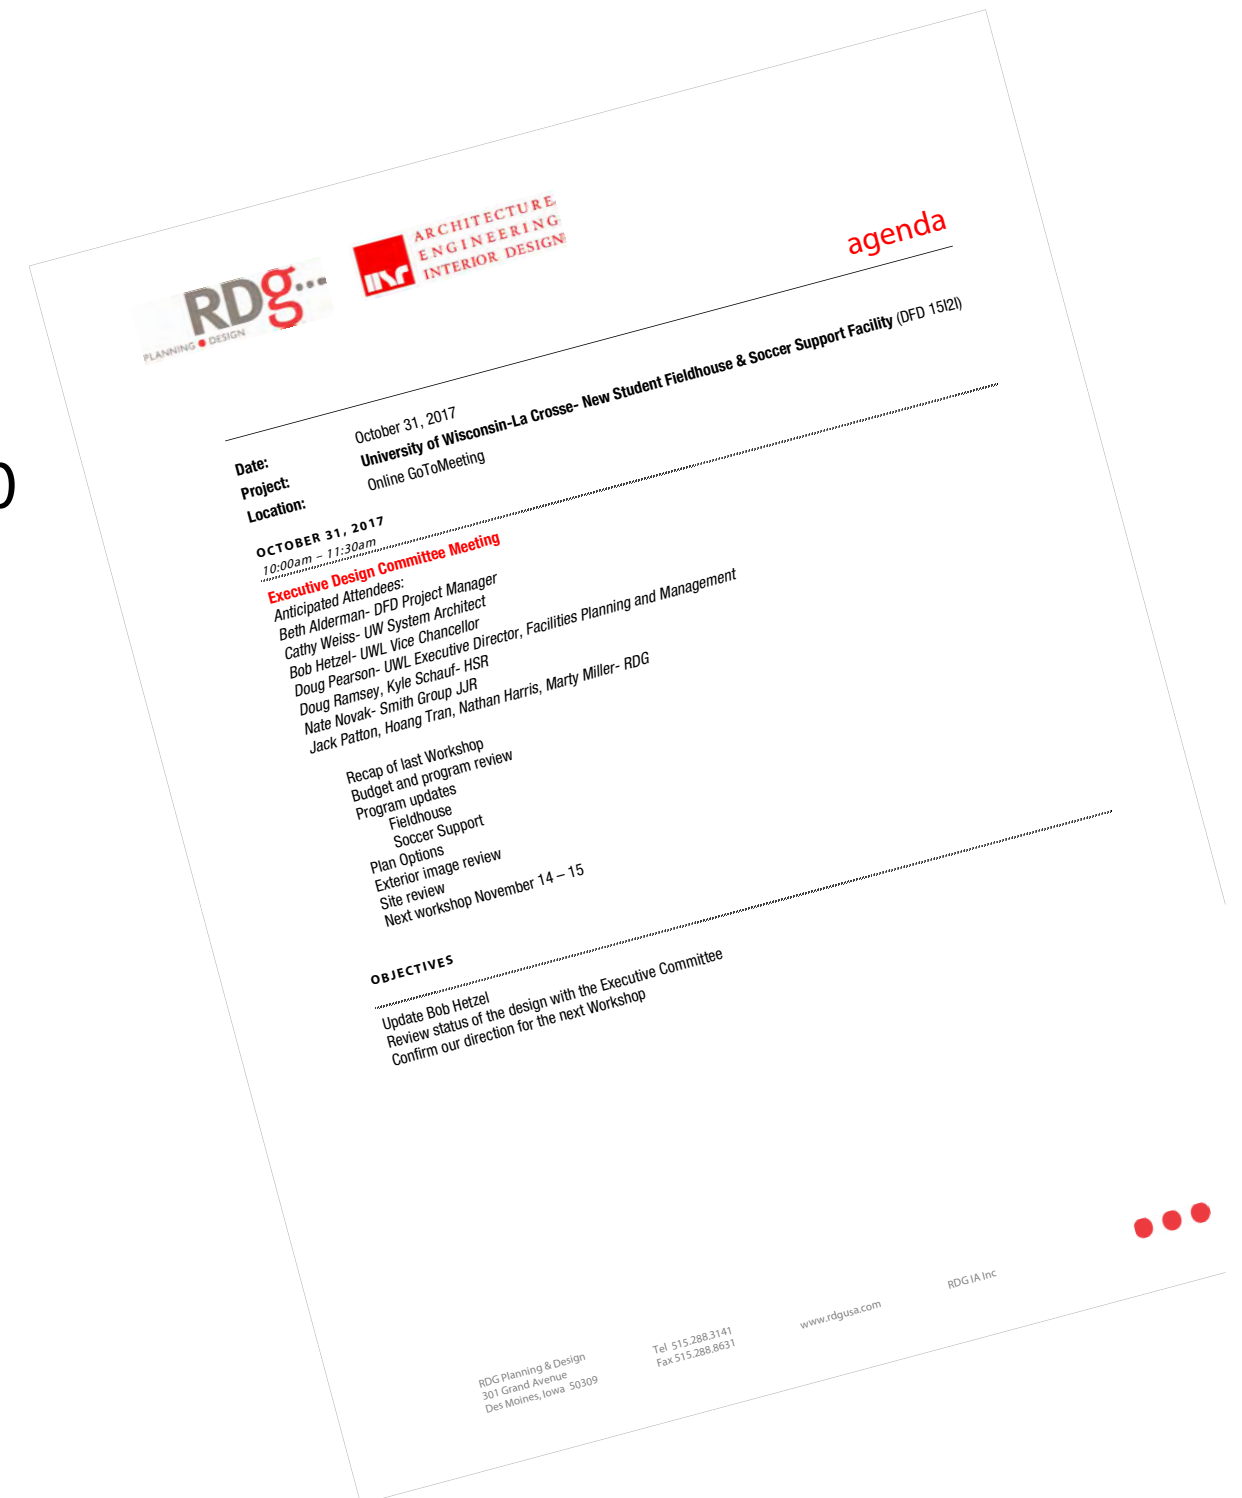 RDg...
PLANNING ● DESIGN
HSR
ARCHITECTURE
ENGINEERING
INTERIOR DESIGN
agenda
Date: October 31, 2017
Project: University of Wisconsin-La Crosse- New Student Fieldhouse & Soccer Support Facility (DFD 15I2I)
Location: Online GoToMeeting
OCTOBER 31, 2017
10:00am – 11:30am
Executive Design Committee Meeting
Anticipated Attendees:
Beth Alderman- DFD Project Manager
Cathy Weiss- UW System Architect
Bob Hetzel- UWL Vice Chancellor
Doug Pearson- UWL Executive Director, Facilities Planning and Management
Doug Ramsey, Kyle Schauf- HSR
Nate Novak- Smith Group JJR
Jack Patton, Hoang Tran, Nathan Harris, Marty Miller- RDG
Recap of last Workshop
Budget and program review
Program updates
Fieldhouse
Soccer Support
Plan Options
Exterior image review
Site review
Next workshop November 14 – 15
OBJECTIVES
Update Bob Hetzel
Review status of the design with the Executive Committee
Confirm our direction for the next Workshop
RDG Planning & Design
301 Grand Avenue
Des Moines, Iowa 50309
Tel 515.288.3141
Fax 515.288.8631
www.rdgusa.com
RDG IA Inc